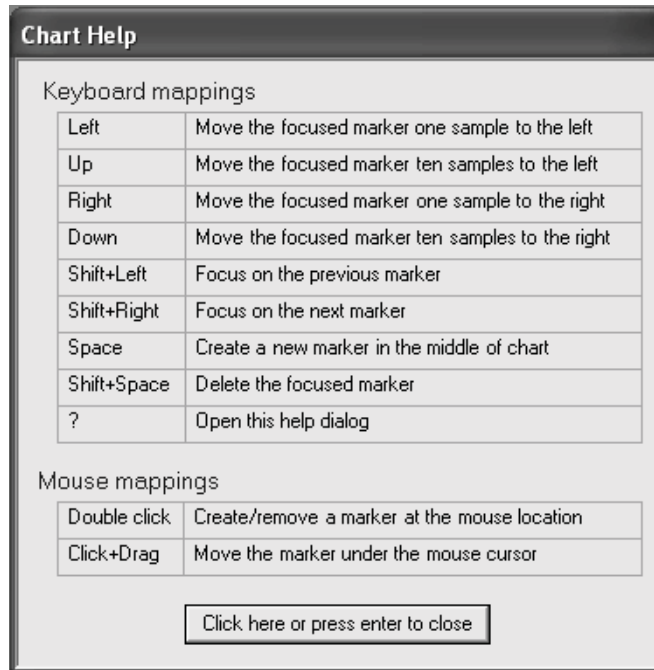 Chart Help
Keyboard mappings
Left Move the focused marker one sample to the left
Up Move the focused marker ten samples to the left
Right Move the focused marker one sample to the right
Down Move the focused marker ten samples to the right
Shift+Left Focus on the previous marker
Shift+Right Focus on the next marker
Space Create a new marker in the middle of chart
Shift+Space Delete the focused marker
? Open this help dialog
Mouse mappings
Double click Create/remove a marker at the mouse location
Click+Drag Move the marker under the mouse cursor
Click here or press enter to close